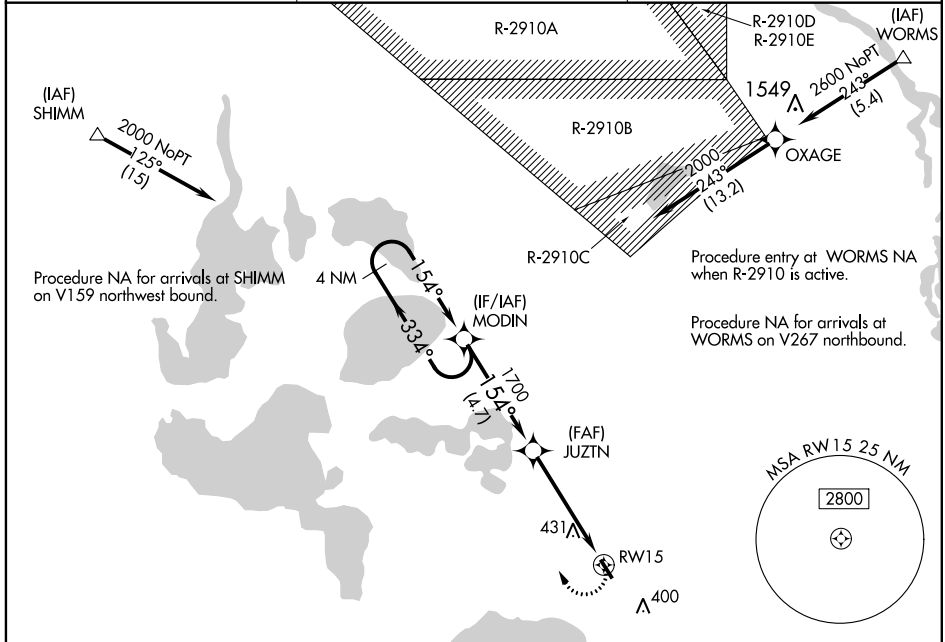 R-2910A
R-2910D
R-2910E
(IAF)
WORMS
(IAF)
SHIMM
2000 NoPT
125°
(15)
1549
2600 NoPT
243°
(5.4)
R-2910B
OXAGE
2000
243°
(13.2)
R-2910C
Procedure NA for arrivals at SHIMM
on V159 northwest bound.
4 NM
154°
334°
(IF/IAF)
MODIN
Procedure entry at WORMS NA
when R-2910 is active.
Procedure NA for arrivals at
WORMS on V267 northbound.
1700
154°
(4.7)
(FAF)
JUZTN
431
RW15
400
MSA RW15 25 NM
2800